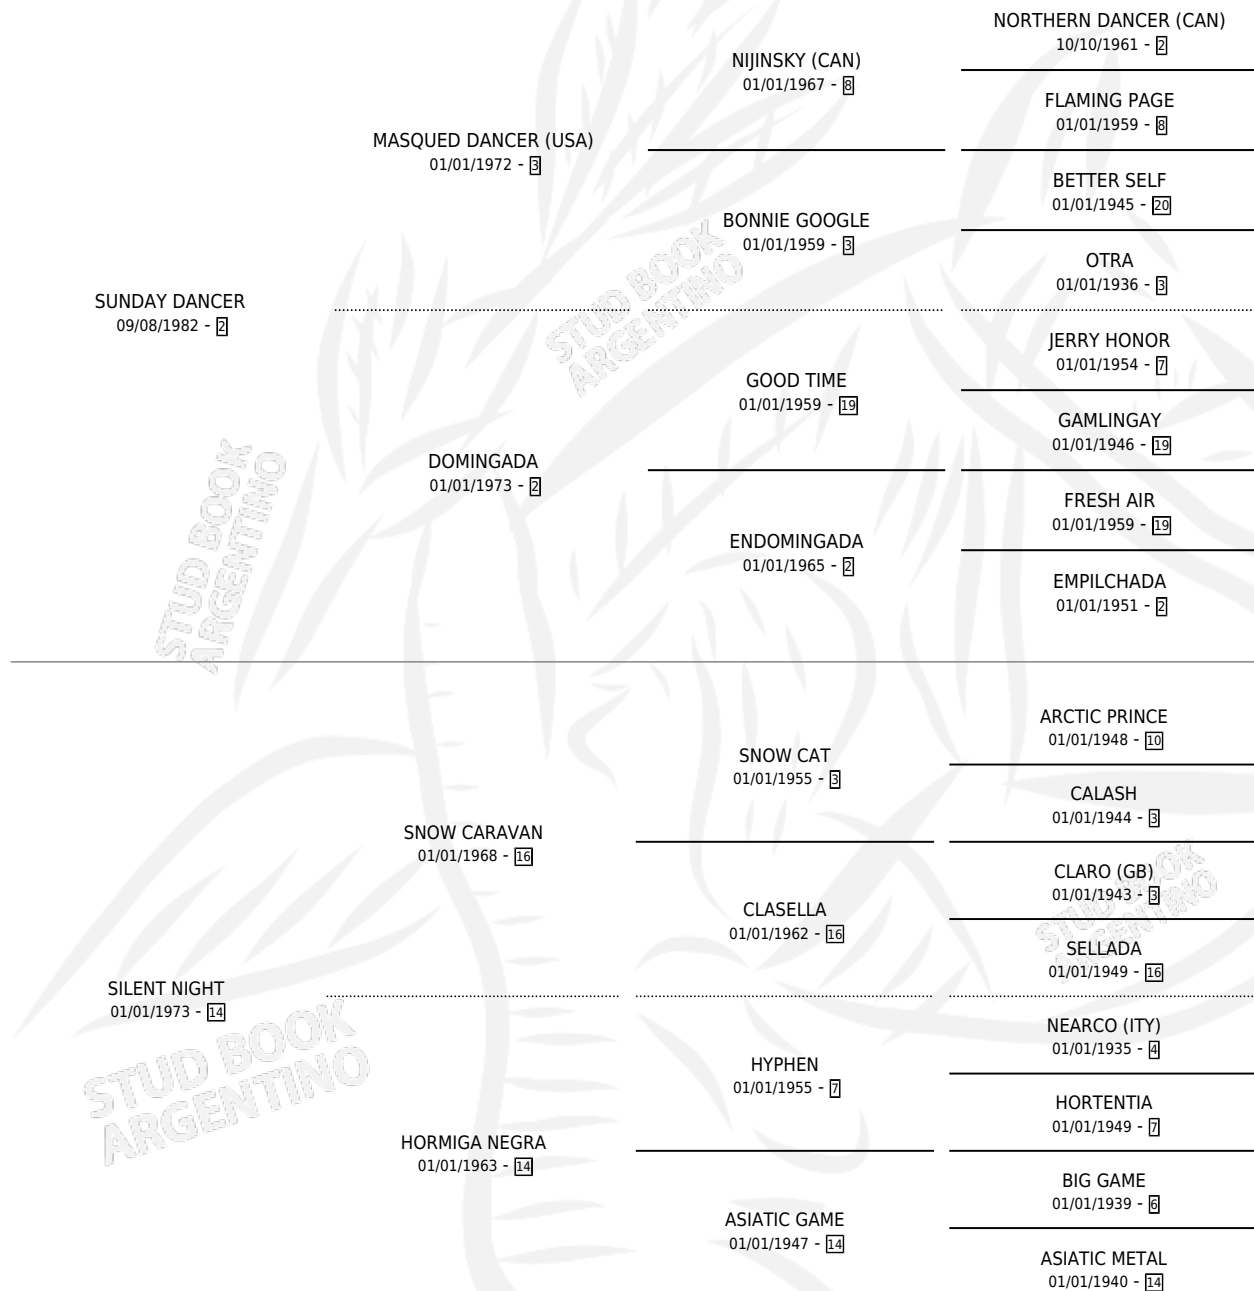 NORTHERN DANCER (CAN)
10/10/1961 - 2
NIJINSKY (CAN)
01/01/1967 - 8
FLAMING PAGE
01/01/1959 - 8
MASQUED DANCER (USA)
01/01/1972 - 3
BETTER SELF
01/01/1945 - 20
BONNIE GOOGLE
01/01/1959 - 3
OTRA
01/01/1936 - 3
SUNDAY DANCER
09/08/1982 - 2
JERRY HONOR
01/01/1954 - 7
GOOD TIME
01/01/1959 - 19
GAMLINGAY
01/01/1946 - 19
DOMINGADA
01/01/1973 - 2
FRESH AIR
01/01/1959 - 19
ENDOMINGADA
01/01/1965 - 2
EMPILCHADA
01/01/1951 - 2
ARCTIC PRINCE
01/01/1948 - 10
SNOW CAT
01/01/1955 - 3
CALASH
01/01/1944 - 3
SNOW CARAVAN
01/01/1968 - 16
CLARO (GB)
01/01/1943 - 3
CLASELLA
01/01/1962 - 16
SELLADA
01/01/1949 - 16
SILENT NIGHT
01/01/1973 - 14
NEARCO (ITY)
01/01/1935 - 4
HYPHEN
01/01/1955 - 7
HORTENTIA
01/01/1949 - 7
HORMIGA NEGRA
01/01/1963 - 14
BIG GAME
01/01/1939 - 6
ASIATIC GAME
01/01/1947 - 14
ASIATIC METAL
01/01/1940 - 14
STUD BOOK
ARGENTINO
STUD BOOK
ARGENTINO
STUD BOOK
ARGENTINO
STUD BOOK
ARGENTINO